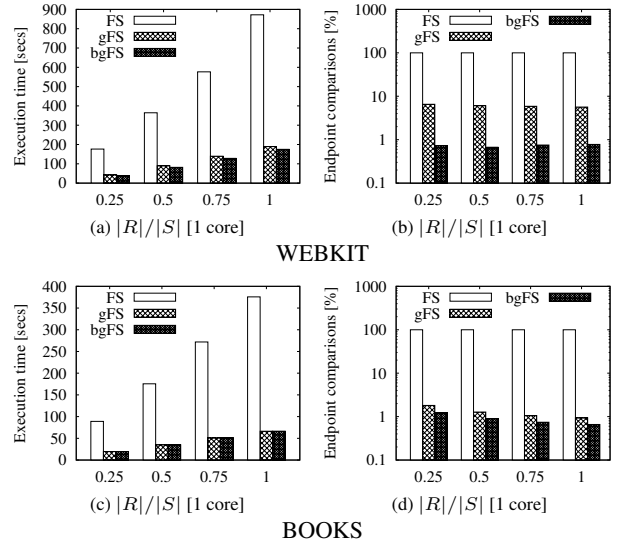 Execution time [secs]
900
800
700
600
500
400
300
200
100
0
FS
gFS
bgFS
0.25 0.5 0.75 1
(a) |R|/|S| [1 core]
Endpoint comparisons [%]
1000
100
10
1
0.1
FS
gFS
bgFS
0.25 0.5 0.75 1
(b) |R|/|S| [1 core]
WEBKIT
Execution time [secs]
400
350
300
250
200
150
100
50
0
FS
gFS
bgFS
0.25 0.5 0.75 1
(c) |R|/|S| [1 core]
Endpoint comparisons [%]
1000
100
10
1
0.1
FS
gFS
bgFS
0.25 0.5 0.75 1
(d) |R|/|S| [1 core]
BOOKS